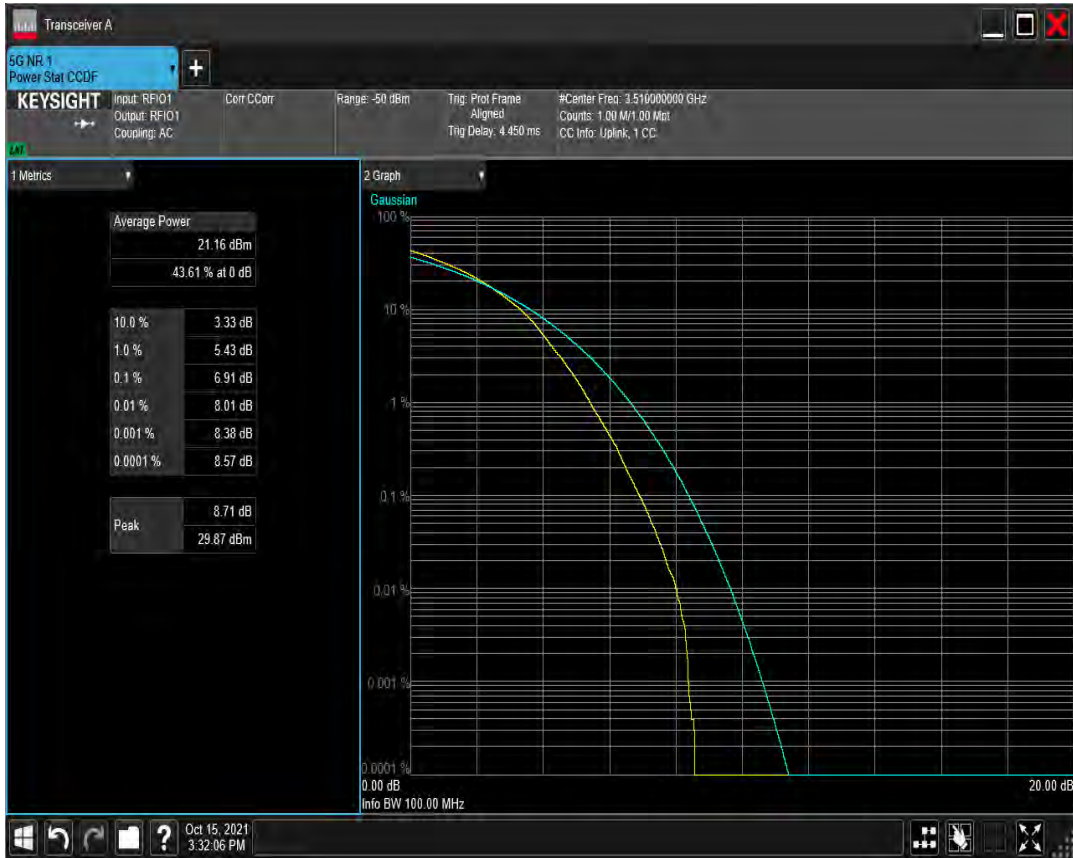 Transceiver A
5G NR 1
Power Stat CCDF
+
KEYSIGHT
Input: RFIO1
Output: RFIO1
Coupling: AC
Corr CCorr
Range: -50 dBm
Trig: Prot Frame
Aligned
Trig Delay: 4.450 ms
#Center Freq: 3.510000000 GHz
Counts: 1.00 M/1.00 Mpt
CC Info: Uplink, 1 CC
1 Metrics
Average Power
21.16 dBm
43.61 % at 0 dB
10.0 % 3.33 dB
1.0 % 5.43 dB
0.1 % 6.91 dB
0.01 % 8.01 dB
0.001 % 8.38 dB
0.0001 % 8.57 dB
Peak
8.71 dB
29.87 dBm
2 Graph
Gaussian
100 %
10 %
1 %
0.1 %
0.01 %
0.001 %
0.0001 %
0.00 dB
20.00 dB
Info BW 100.00 MHz
?
Oct 15, 2021
3:32:06 PM